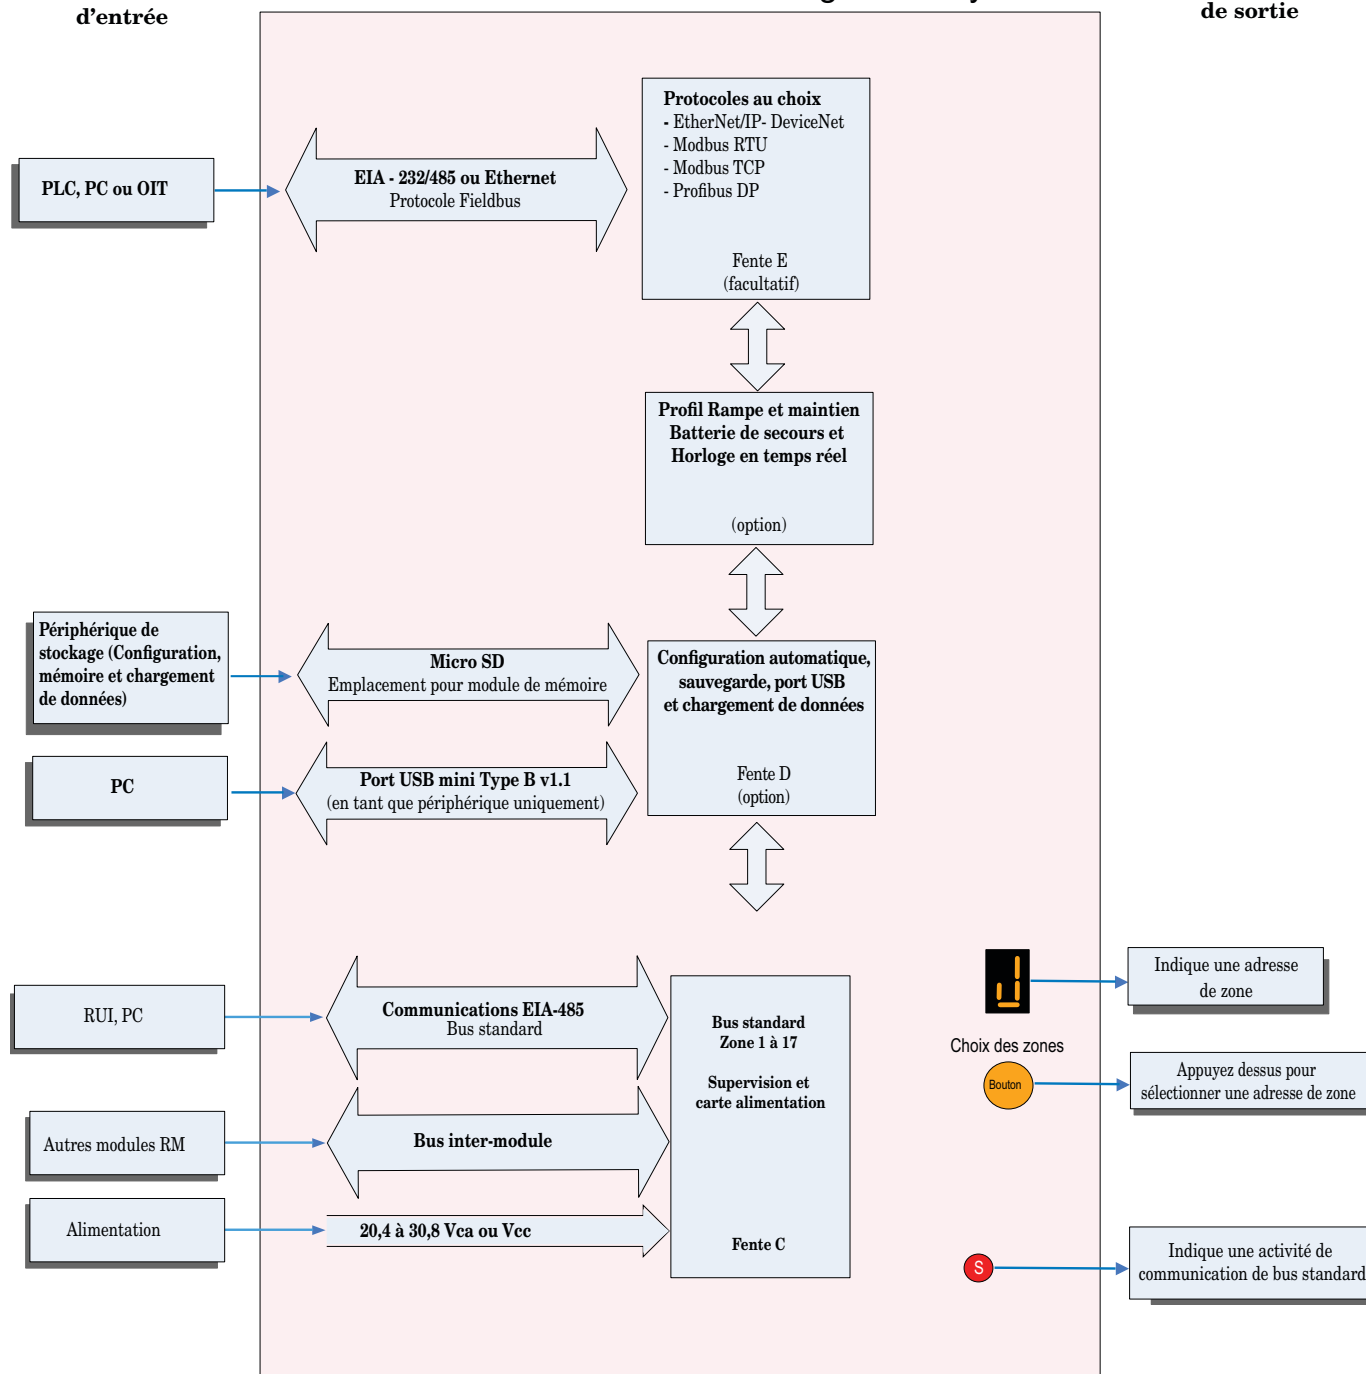 d'entrée
de sortie
Protocoles au choix
- EtherNet/IP- DeviceNet
- Modbus RTU
- Modbus TCP
- Profibus DP
Fente E
(facultatif)
PLC, PC ou OIT
EIA - 232/485 ou Ethernet
Protocole Fieldbus
Profil Rampe et maintien
Batterie de secours et
Horloge en temps réel
(option)
Périphérique de
stockage (Configuration,
mémoire et chargement
de données)
Micro SD
Emplacement pour module de mémoire
Configuration automatique,
sauvegarde, port USB
et chargement de données
Fente D
(option)
PC
Port USB mini Type B v1.1
(en tant que périphérique uniquement)
RUI, PC
Communications EIA-485
Bus standard
Bus standard
Zone 1 à 17
Supervision et
carte alimentation
Fente C
Indique une adresse
de zone
Choix des zones
Bouton
Appuyez dessus pour
sélectionner une adresse de zone
Autres modules RM
Bus inter-module
Alimentation
20,4 à 30,8 Vca ou Vcc
S
Indique une activité de
communication de bus standard